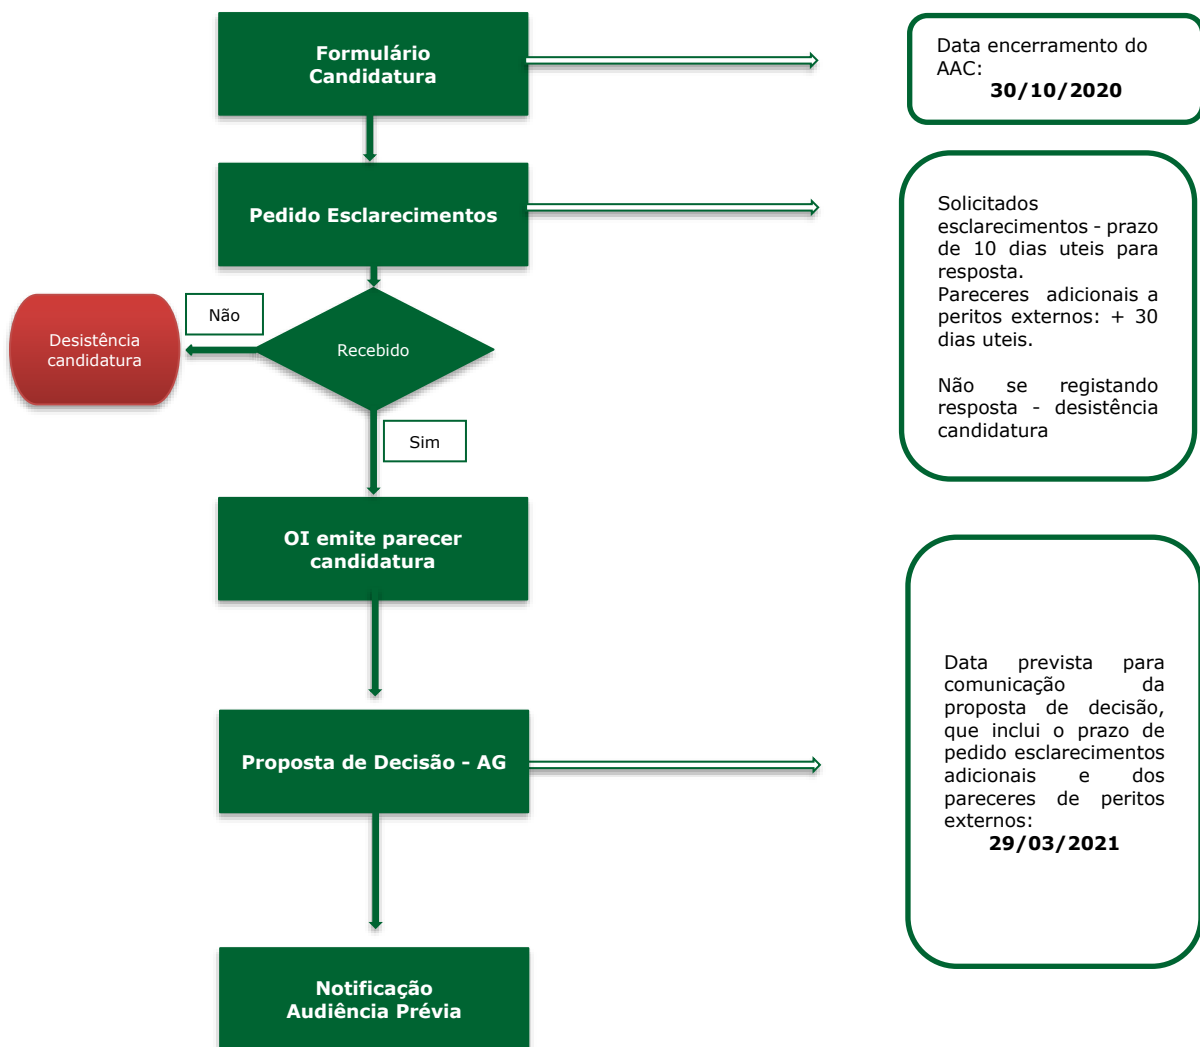 Formulário
Candidatura
Data encerramento do
AAC:
30/10/2020
Pedido Esclarecimentos
Solicitados
esclarecimentos - prazo
de 10 dias uteis para
resposta.
Pareceres adicionais a
peritos externos: + 30
dias uteis.
Não se registando
resposta - desistência
candidatura
Não
Desistência
candidatura
Recebido
Sim
OI emite parecer
candidatura
Proposta de Decisão - AG
Data prevista para
comunicação da
proposta de decisão,
que inclui o prazo de
pedido esclarecimentos
adicionais e dos
pareceres de peritos
externos:
29/03/2021
Notificação
Audiência Prévia